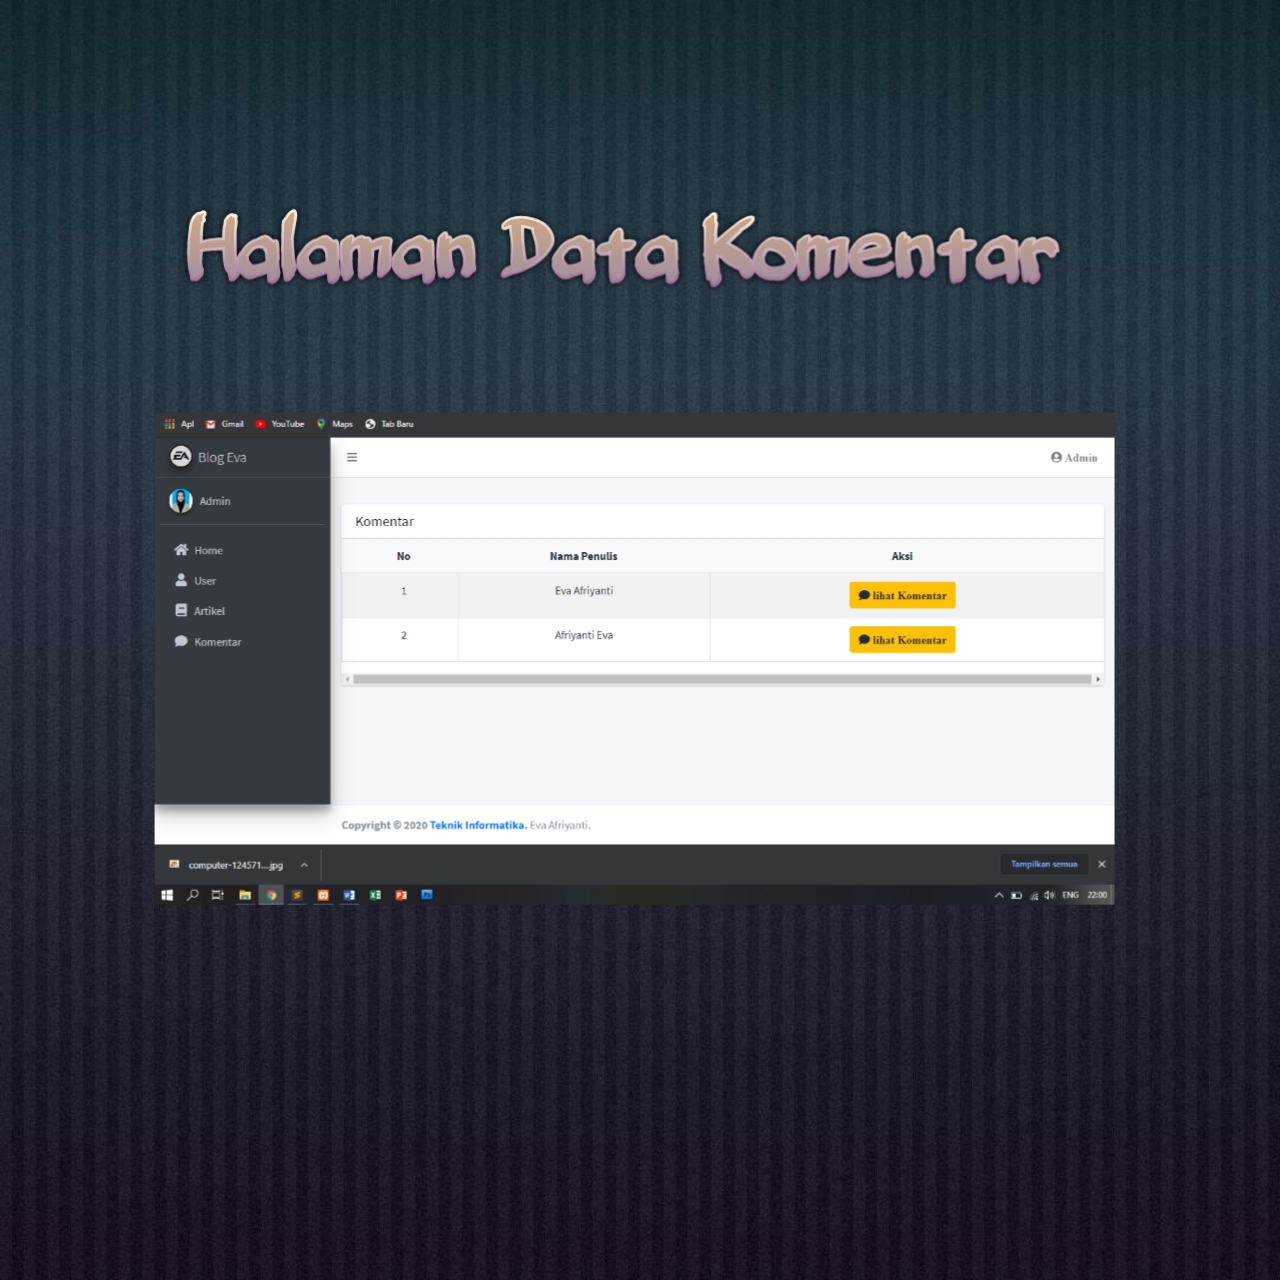 Halaman Data Komentar
Apl Gmail YouTube Maps Tab Baru
EA Blog Eva
Admin
Admin
Home
User
Artikel
Komentar
Komentar
No Nama Penulis Aksi
1 Eva Afriyanti lihat Komentar
2 Afriyanti Eva lihat Komentar
Copyright © 2020 Teknik Informatika. Eva Afriyanti.
computer-124571....jpg Tampilkan semua
ENG 22:00